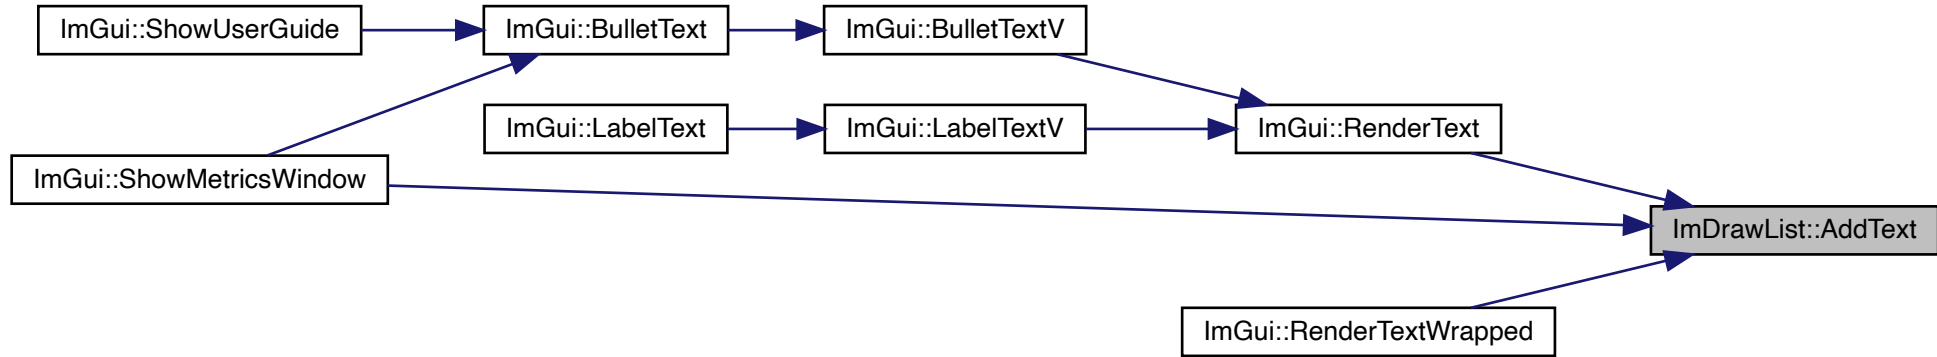 ImGui::ShowUserGuide
ImGui::BulletText
ImGui::BulletTextV
ImGui::LabelText
ImGui::LabelTextV
ImGui::RenderText
ImGui::ShowMetricsWindow
ImDrawList::AddText
ImGui::RenderTextWrapped